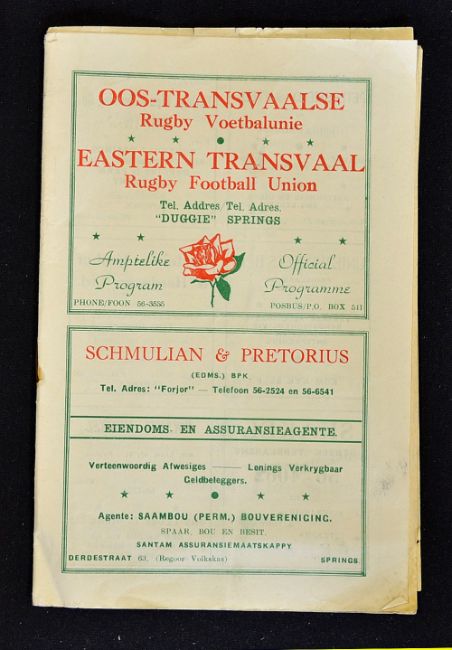 OOS-TRANSVAALSE
Rugby Voetbalunie
EASTERN TRANSVAAL
Rugby Football Union
Tel. Addres, Tel. Adres.
"DUGGIE" SPRINGS
Amptelike Official
Program Programme
PHONE/FOON 56-3555 POSBUS/P.O. BOX 511
SCHMULIAN & PRETORIUS
(EDMS.) BPK
Tel. Adres: "Forjor" — Telefoon 56-2524 en 56-6541
EIENDOMS- EN ASSURANSIEAGENTE.
Verteenwoordig Afwesiges —— Lenings Verkrygbaar
Geldbeleggers.
Agente: SAAMBOU (PERM.) BOUVERENIGING.
SPAAR, BOU EN BESIT.
SANTAM ASSURANSIEMAATSKAPPY
DERDESTRAAT 63. (Regoor Volkskas) SPRINGS